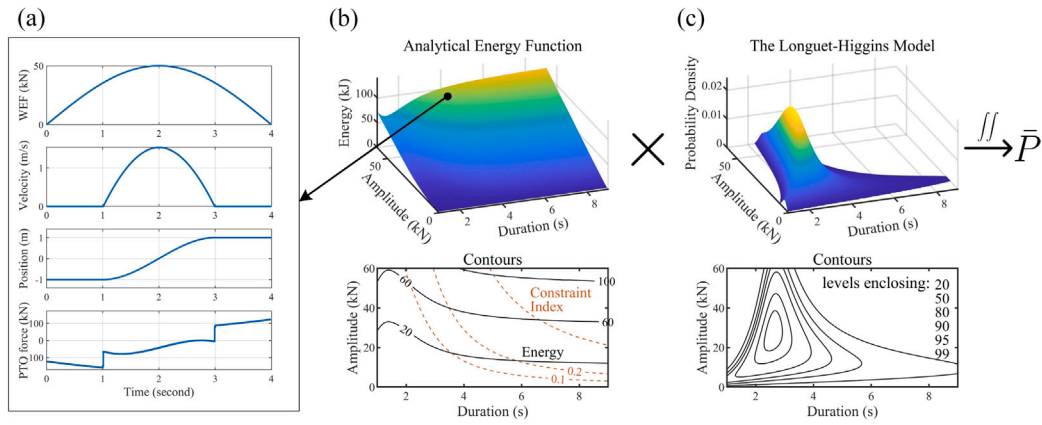 (a)
WEF (kN)
50
0
0 1 2 3 4
Velocity (m/s)
1
0
0 1 2 3 4
Position (m)
1
0
-1
0 1 2 3 4
PTO force (kN)
100
0
100
0 1 2 3 4
Time (second)
(b)
Analytical Energy Function
Energy (kJ)
100
50
0
50
0
Amplitude (kN)
2 4 6 8
Duration (s)
Contours
Amplitude (kN)
60
40
20
0
60
20
100
60
Constraint
Index
Energy
0.2
0.1
2 4 6 8
Duration (s)
×
(c)
The Longuet-Higgins Model
Probability Density
0.02
0.01
0
50
0
Amplitude (kN)
2 4 6 8
Duration (s)
Contours
levels enclosing: 20
50
80
90
95
99
Amplitude (kN)
60
40
20
0
2 4 6 8
Duration (s)
∬
P̄